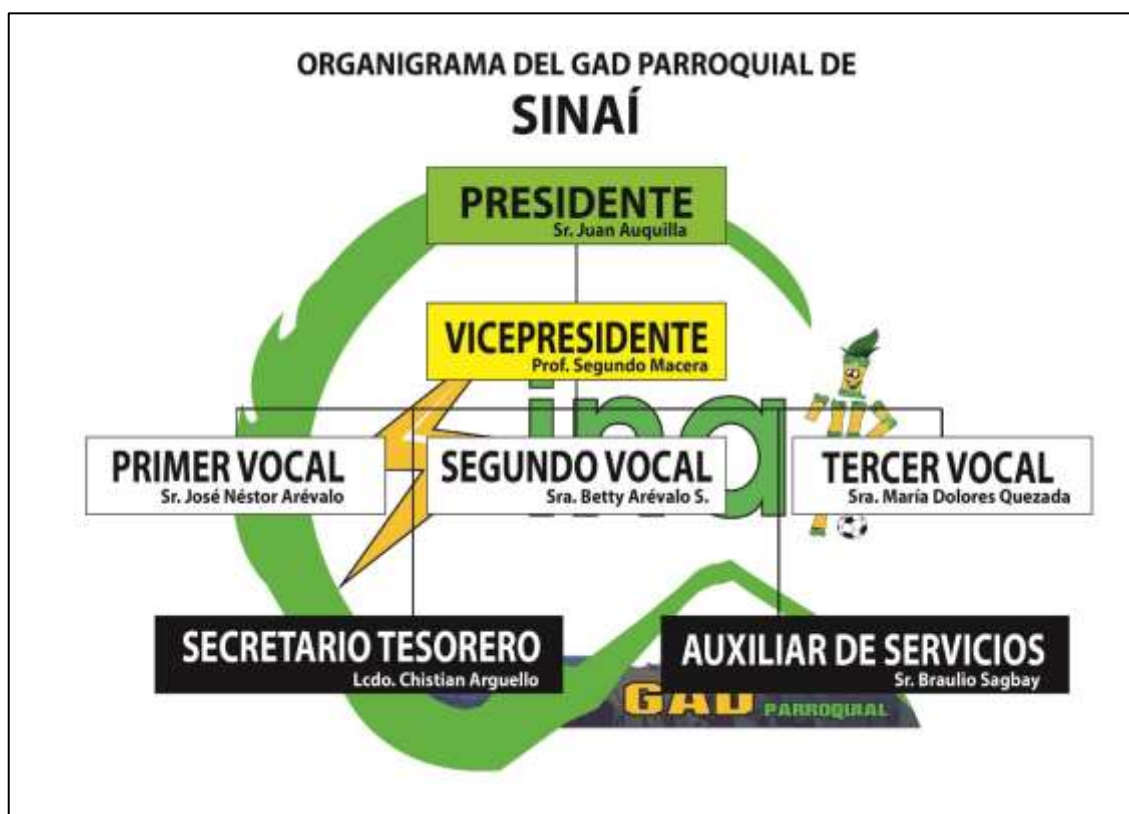 ORGANIGRAMA DEL GAD PARROQUIAL DE
SINAÍ
PRESIDENTE
Sr. Juan Auquilla
VICEPRESIDENTE
Prof. Segundo Macera
PRIMER VOCAL
Sr. José Néstor Arévalo
SEGUNDO VOCAL
Sra. Betty Arévalo S.
TERCER VOCAL
Sra. María Dolores Quezada
SECRETARIO TESORERO
Lcdo. Chistian Arguello
AUXILIAR DE SERVICIOS
Sr. Braulio Sagbay
GAD PARROQUIAL